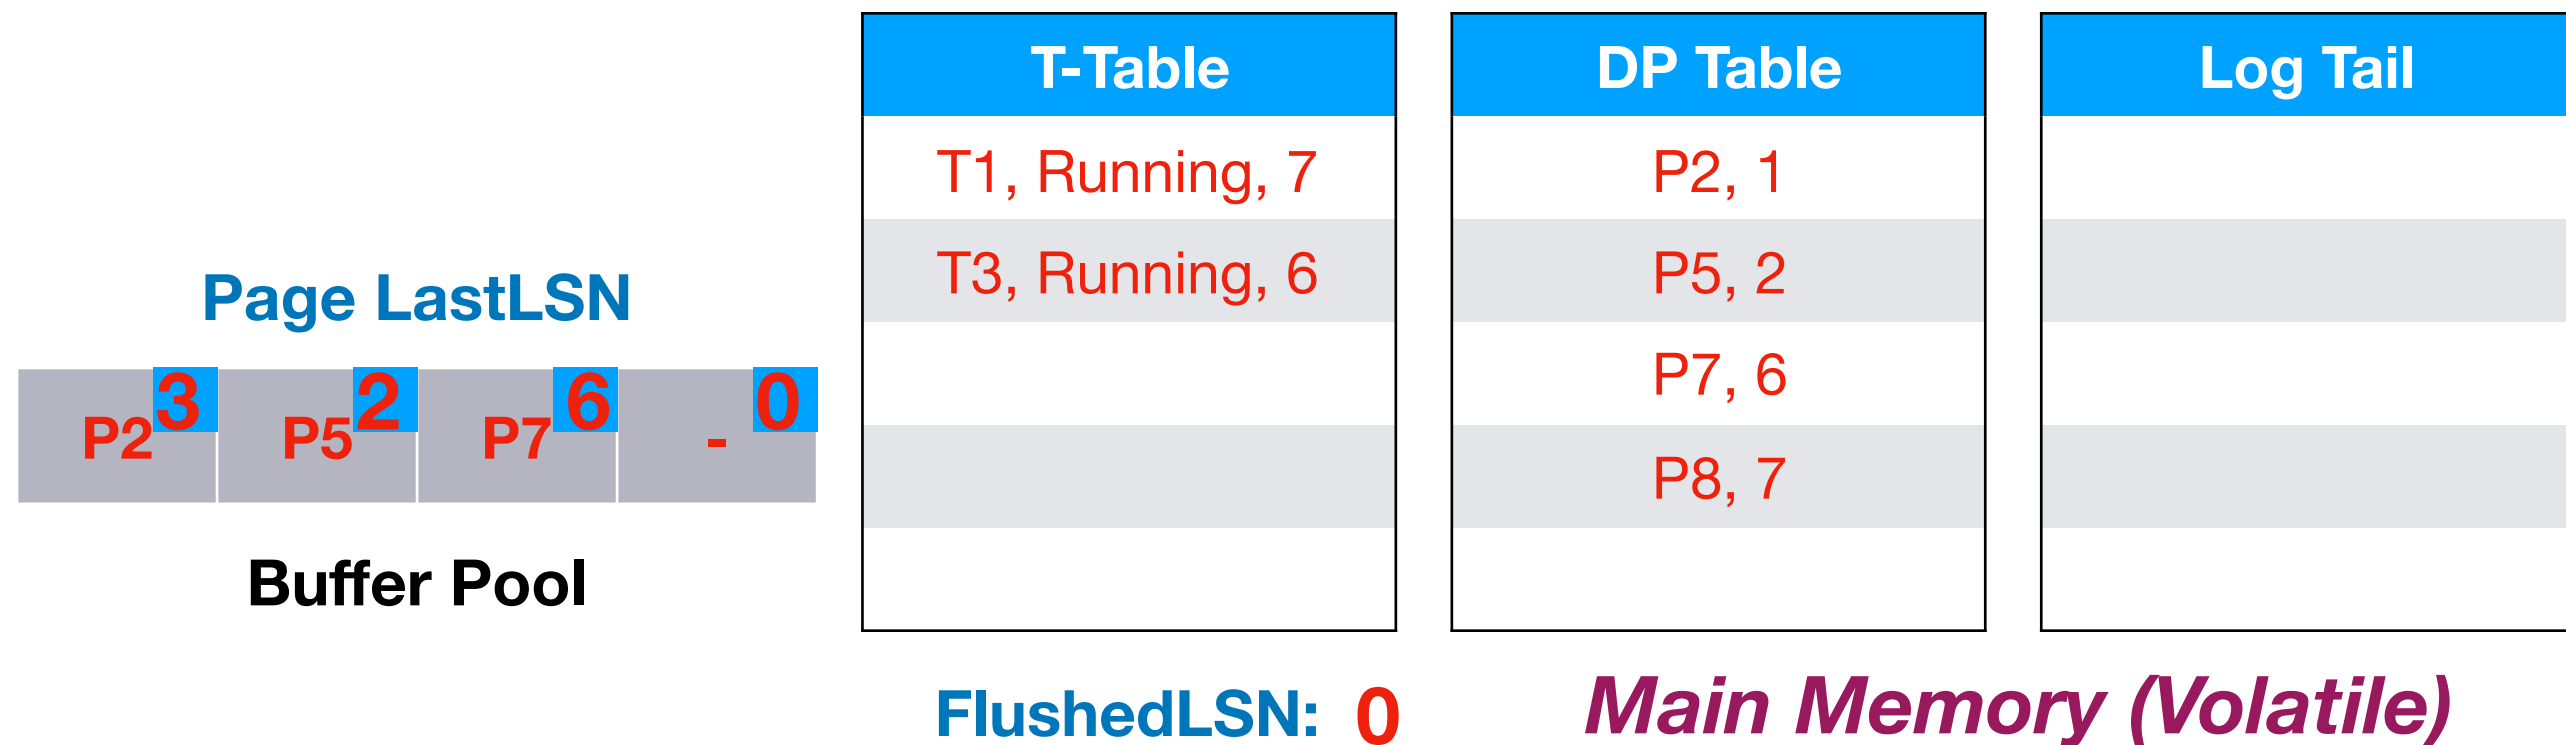 T-Table
T1, Running, 7
T3, Running, 6
DP Table
P2, 1
P5, 2
P7, 6
P8, 7
Log Tail
Page LastLSN
P2 3 P5 2 P7 6 - 0
Buffer Pool
FlushedLSN: 0
Main Memory (Volatile)